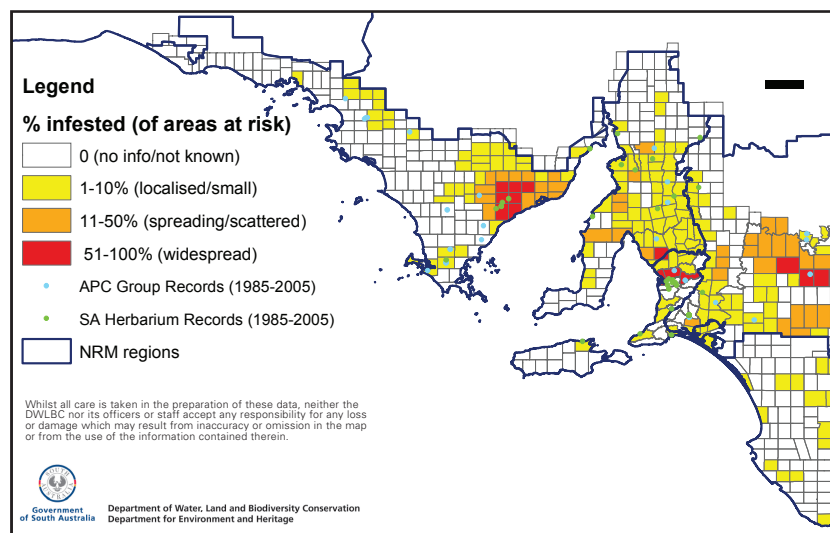 Legend
% infested (of areas at risk)
0 (no info/not known)
1-10% (localised/small)
11-50% (spreading/scattered)
51-100% (widespread)
APC Group Records (1985-2005)
SA Herbarium Records (1985-2005)
NRM regions
Whilst all care is taken in the preparation of these data, neither the
DWLBC nor its officers or staff accept any responsibility for any loss
or damage which may result from inaccuracy or omission in the map
or from the use of the information contained therein.
SOUTH
AUSTRALIA
Government
of South Australia
Department of Water, Land and Biodiversity Conservation
Department for Environment and Heritage